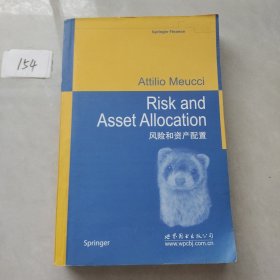 154
Springer Finance
Attilio Meucci
Risk and
Asset Allocation
风险和资产配置
Springer
世界图书出版公司
www.wpcbj.com.cn